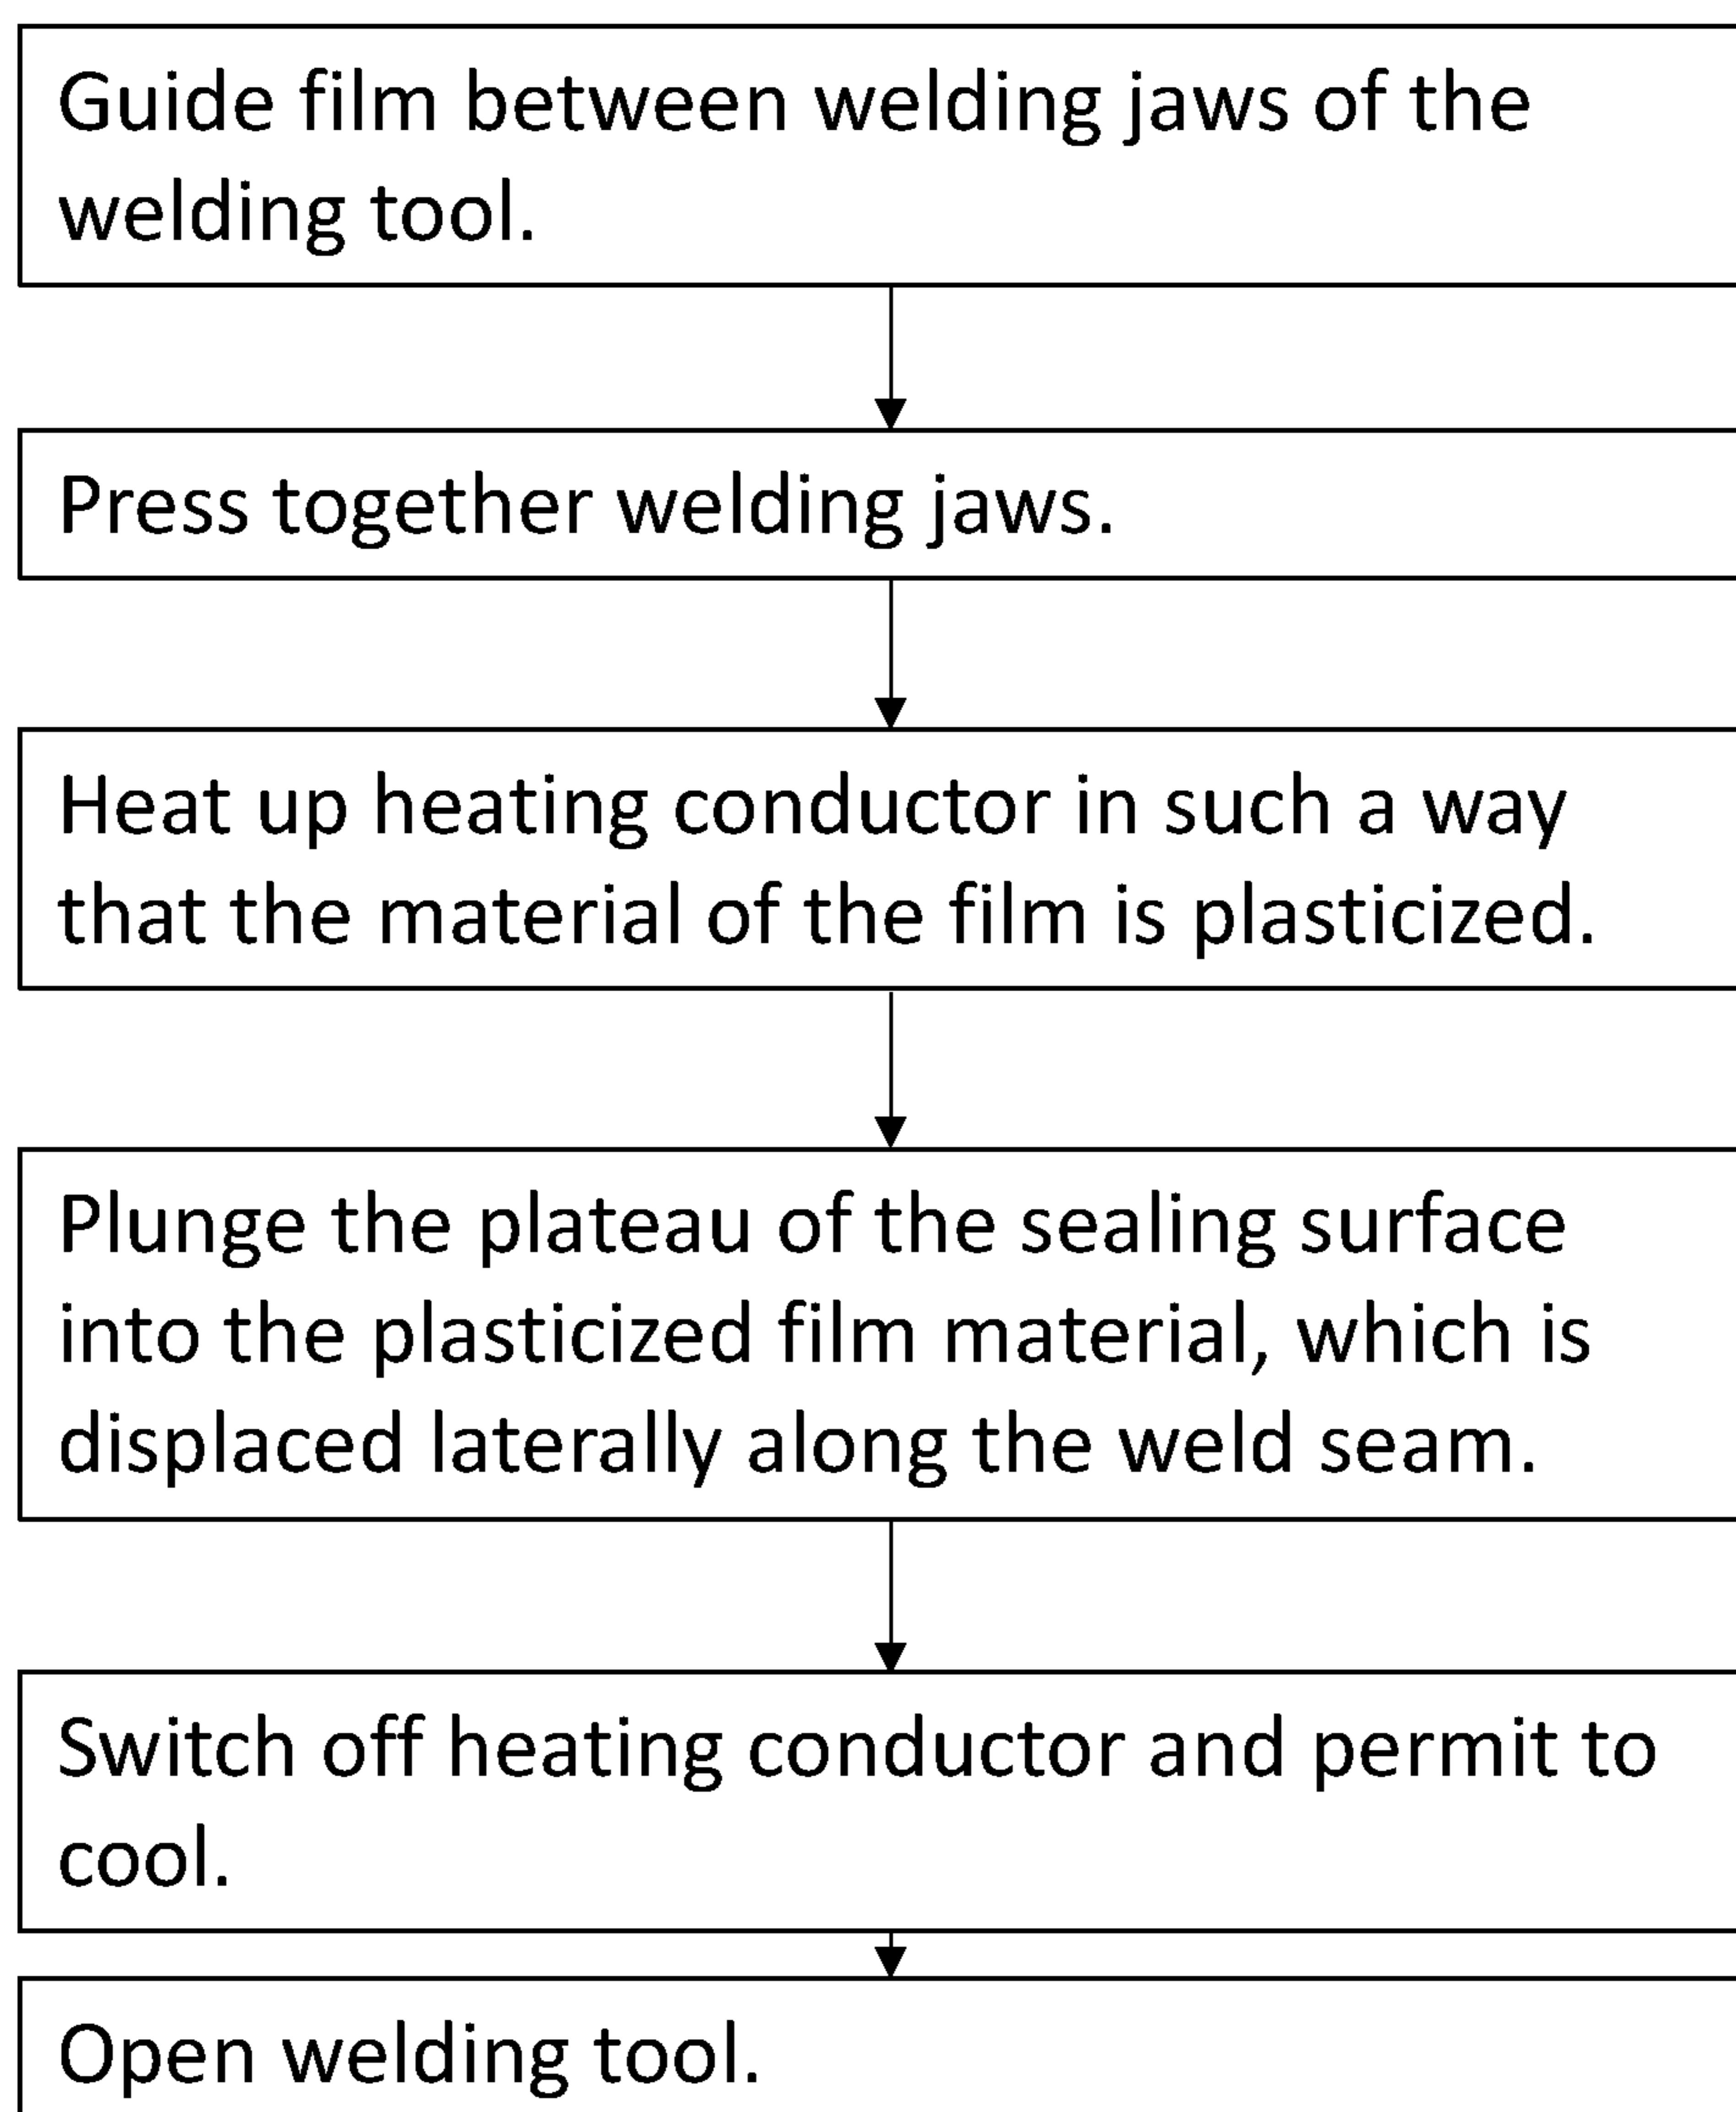 Guide film between welding jaws of the
welding tool.
Press together welding jaws.
Heat up heating conductor in such a way
that the material of the film is plasticized.
Plunge the plateau of the sealing surface
into the plasticized film material, which is
displaced laterally along the weld seam.
Switch off heating conductor and permit to
cool.
Open welding tool.